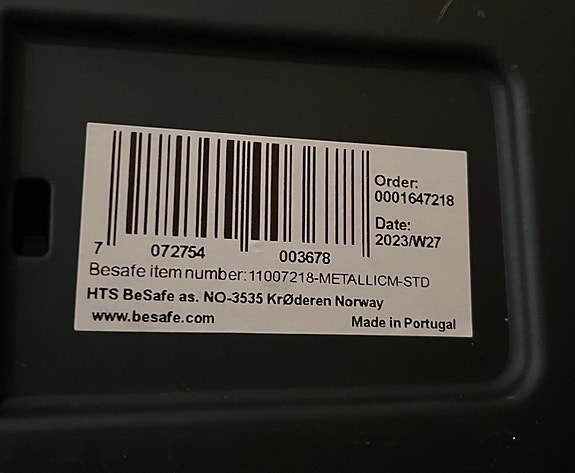 Order:
0001647218
Date:
2023/W27
7 072754 003678
Besafe item number:11007218-METALLICM-STD
HTS BeSafe as. NO-3535 KrØderen Norway
www.besafe.com Made in Portugal